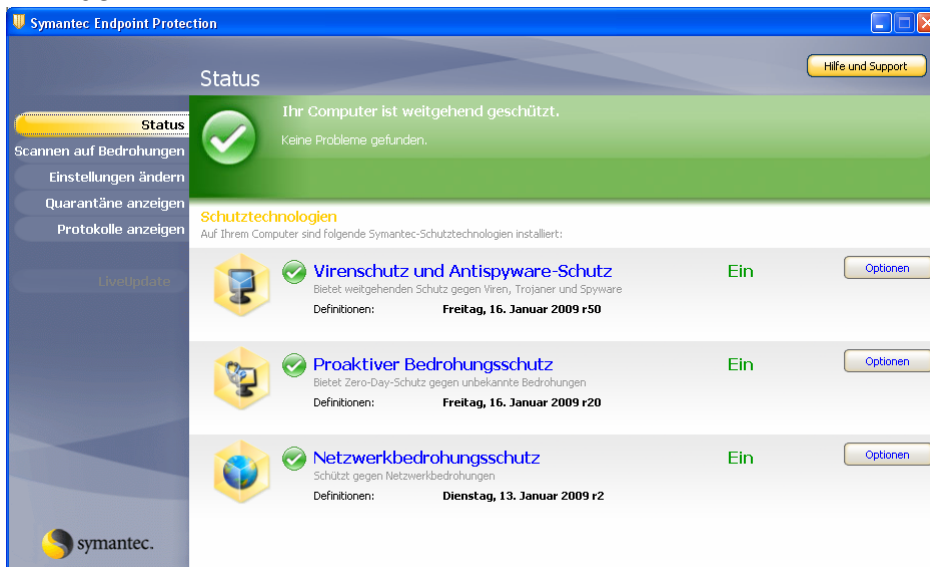 Symantec Endpoint Protection
Status
Hilfe und Support
Ihr Computer ist weitgehend geschützt.
Keine Probleme gefunden.
Status
Scannen auf Bedrohungen
Einstellungen ändern
Quarantäne anzeigen
Protokolle anzeigen
LiveUpdate
Schutztechnologien
Auf Ihrem Computer sind folgende Symantec-Schutztechnologien installiert:
Virenschutz und Antispyware-Schutz
Ein
Optionen
Bietet weitgehenden Schutz gegen Viren, Trojaner und Spyware
Definitionen: Freitag, 16. Januar 2009 r50
Proaktiver Bedrohungsschutz
Ein
Optionen
Bietet Zero-Day-Schutz gegen unbekannte Bedrohungen
Definitionen: Freitag, 16. Januar 2009 r20
Netzwerkbedrohungsschutz
Ein
Optionen
Schützt gegen Netzwerkbedrohungen
Definitionen: Dienstag, 13. Januar 2009 r2
symantec.